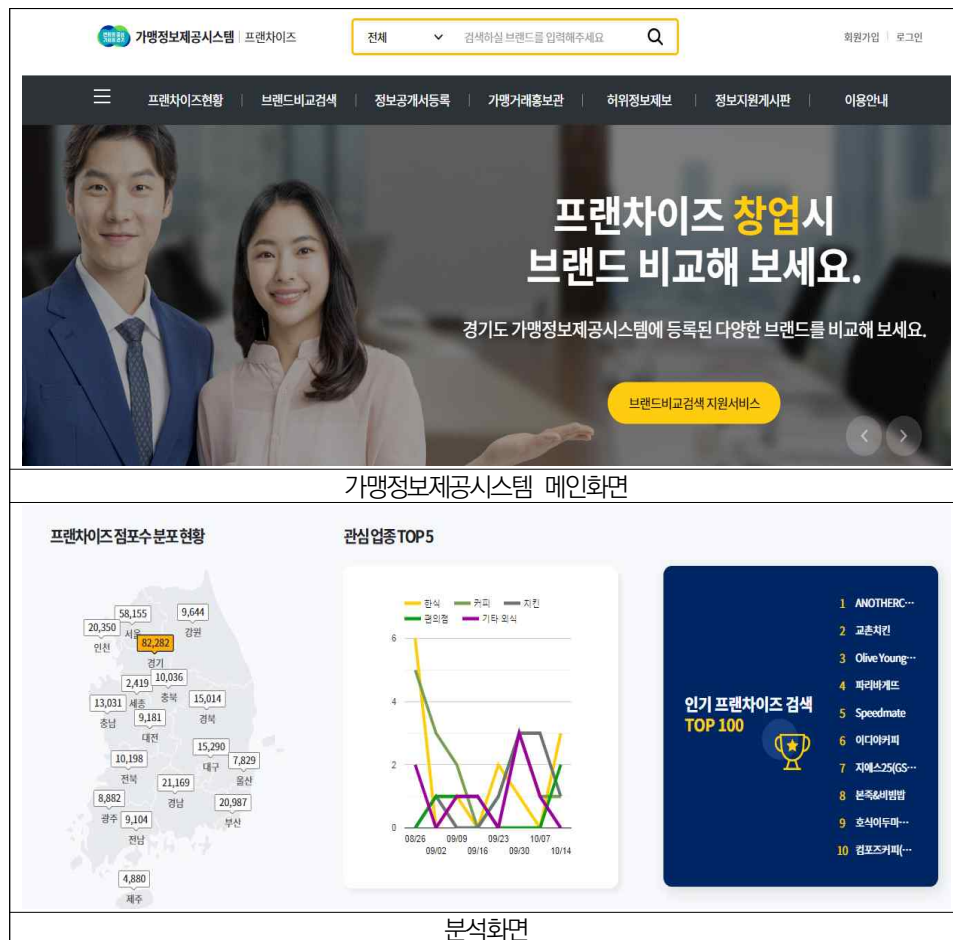 가맹정보제공시스템 프랜차이즈
전체 검색하실 브랜드를 입력해주세요
회원가입 로그인
프랜차이즈현황 브랜드비교검색 정보공개서등록 가맹거래홍보관 허위정보제보 정보지원게시판 이용안내
프랜차이즈 창업시
브랜드 비교해 보세요.
경기도 가맹정보제공시스템에 등록된 다양한 브랜드를 비교해 보세요.
브랜드비교검색 지원서비스
가맹정보제공시스템 메인화면
프랜차이즈 점포수 분포 현황
58,155
서울
9,644
강원
20,350
인천
82,282
경기
2,419
세종
10,036
충북
13,031
충남
15,014
경북
9,181
대전
15,290
대구
7,829
울산
10,198
전북
21,169
경남
20,987
부산
8,882
광주
9,104
전남
4,880
제주
관심 업종 TOP 5
한식 커피 치킨
편의점 기타 외식
6
4
2
0
08/26 09/09 09/23 10/07
09/02 09/16 09/30 10/14
인기 프랜차이즈 검색
TOP 100
1 ANOTHERC···
2 교촌치킨
3 Olive Young···
4 파리바게뜨
5 Speedmate
6 이디야커피
7 지에스25(GS···
8 본죽&비빔밥
9 호식이두마···
10 컴포즈커피(···
분석화면